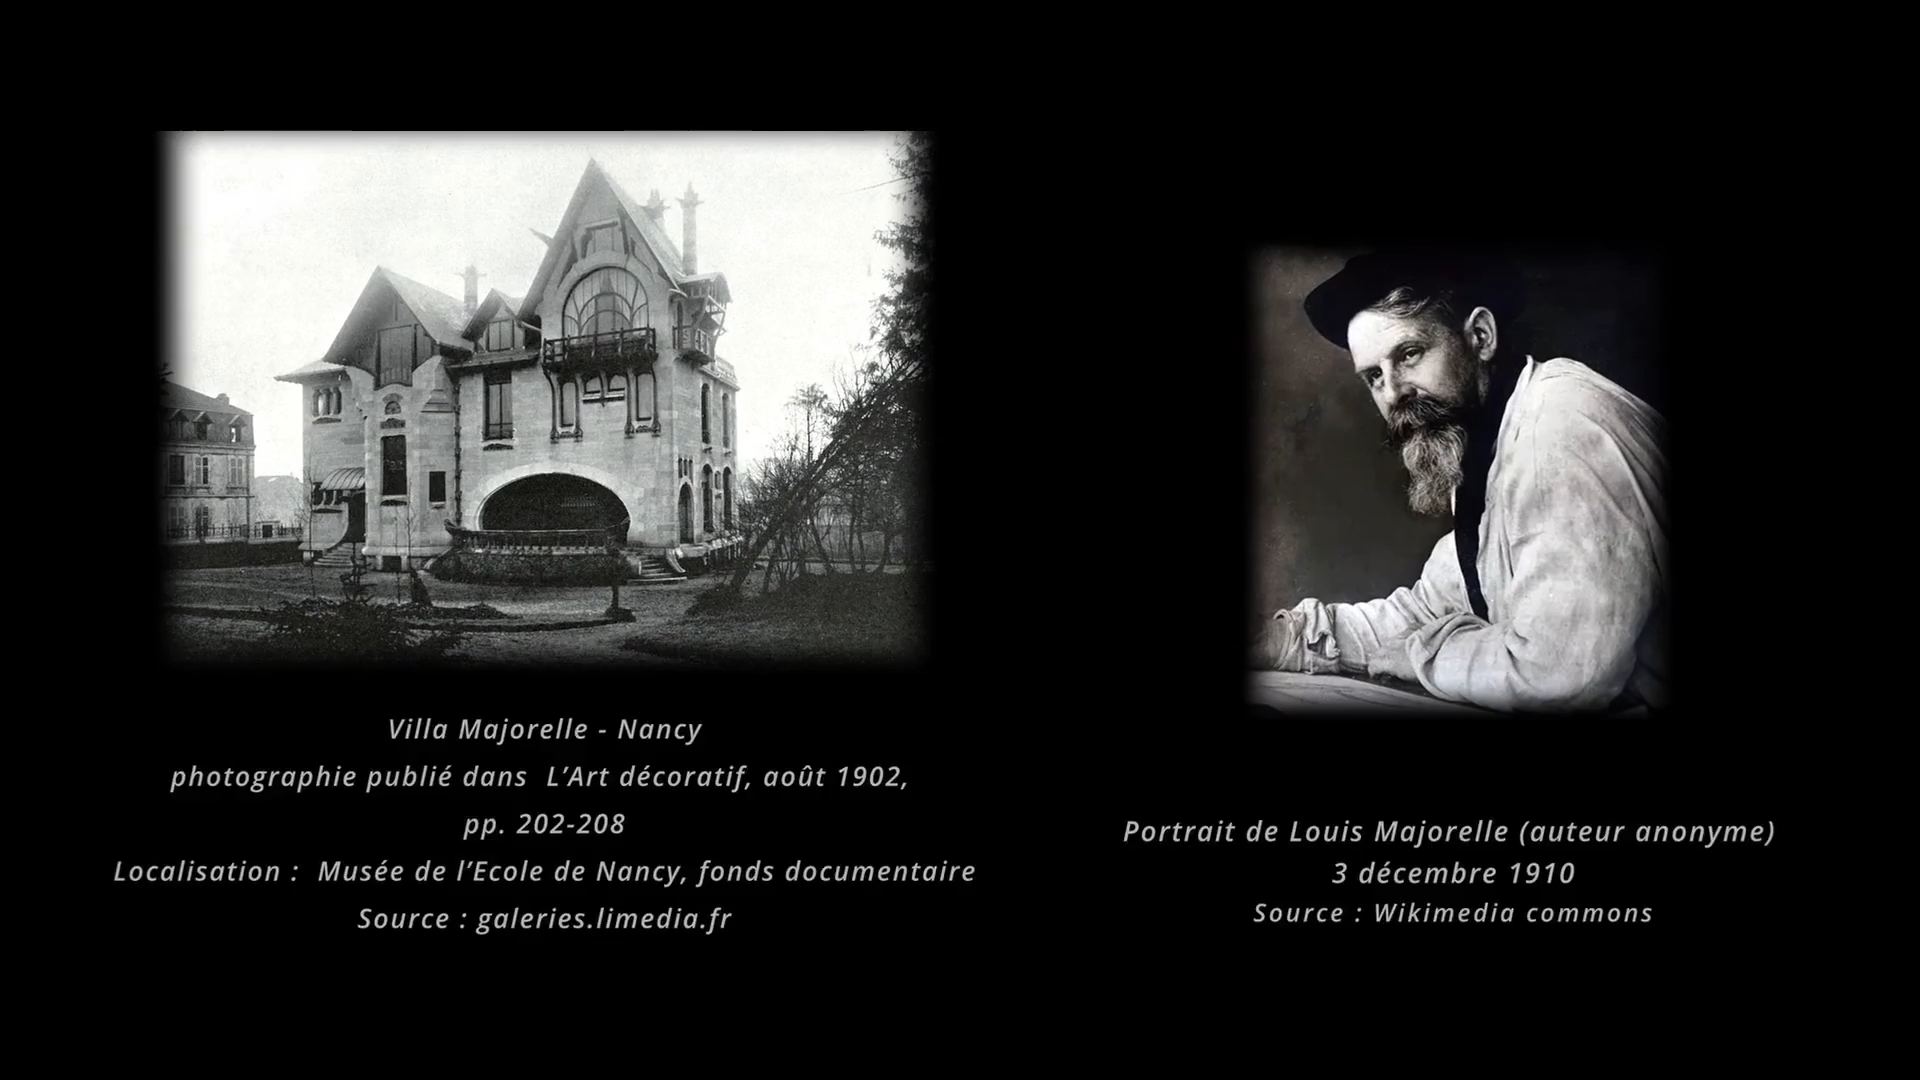 Villa Majorelle - Nancy
photographie publié dans L’Art décoratif, août 1902,
pp. 202-208
Localisation : Musée de l’Ecole de Nancy, fonds documentaire
Source : galeries.limedia.fr
Portrait de Louis Majorelle (auteur anonyme)
3 décembre 1910
Source : Wikimedia commons